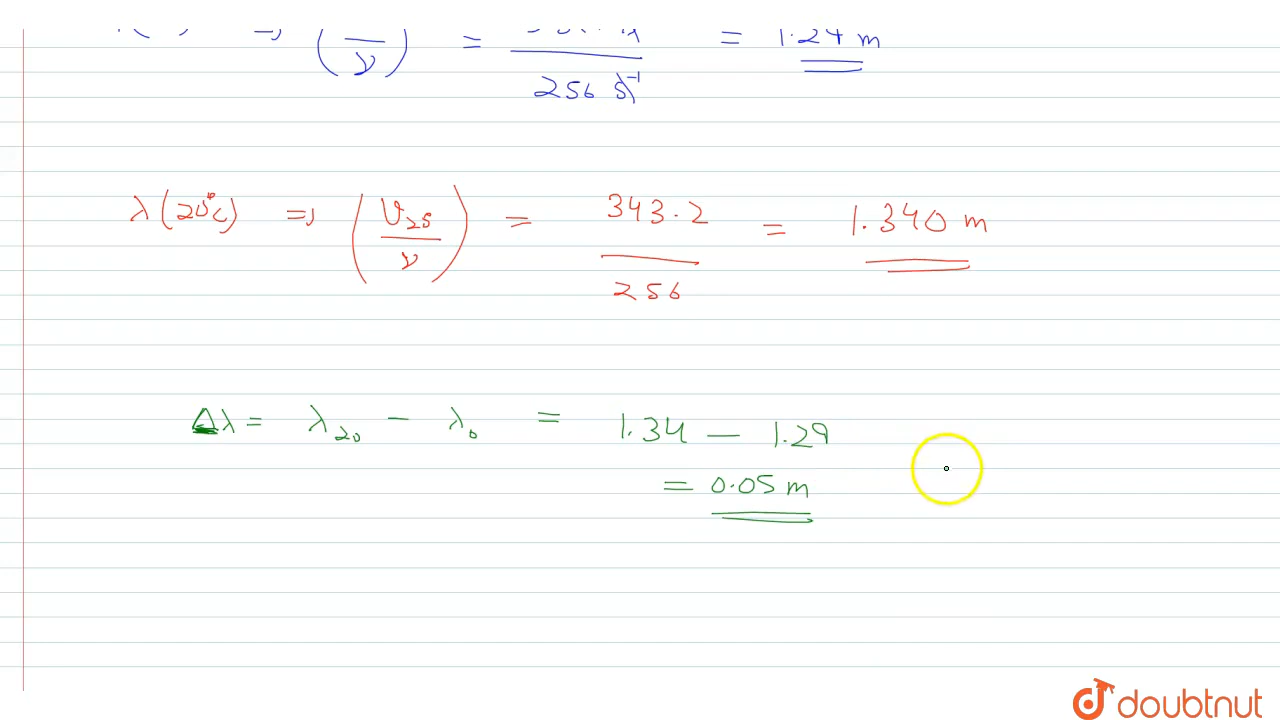 (ν) = / 256 s⁻¹ = 1.24 m
λ (20°C) ⇒ (V₂₀/ν) = 343.2/256 = 1.340 m
Δλ = λ₂₀ − λ₀ = 1.34 − 1.29
= 0.05 m
doubtnut